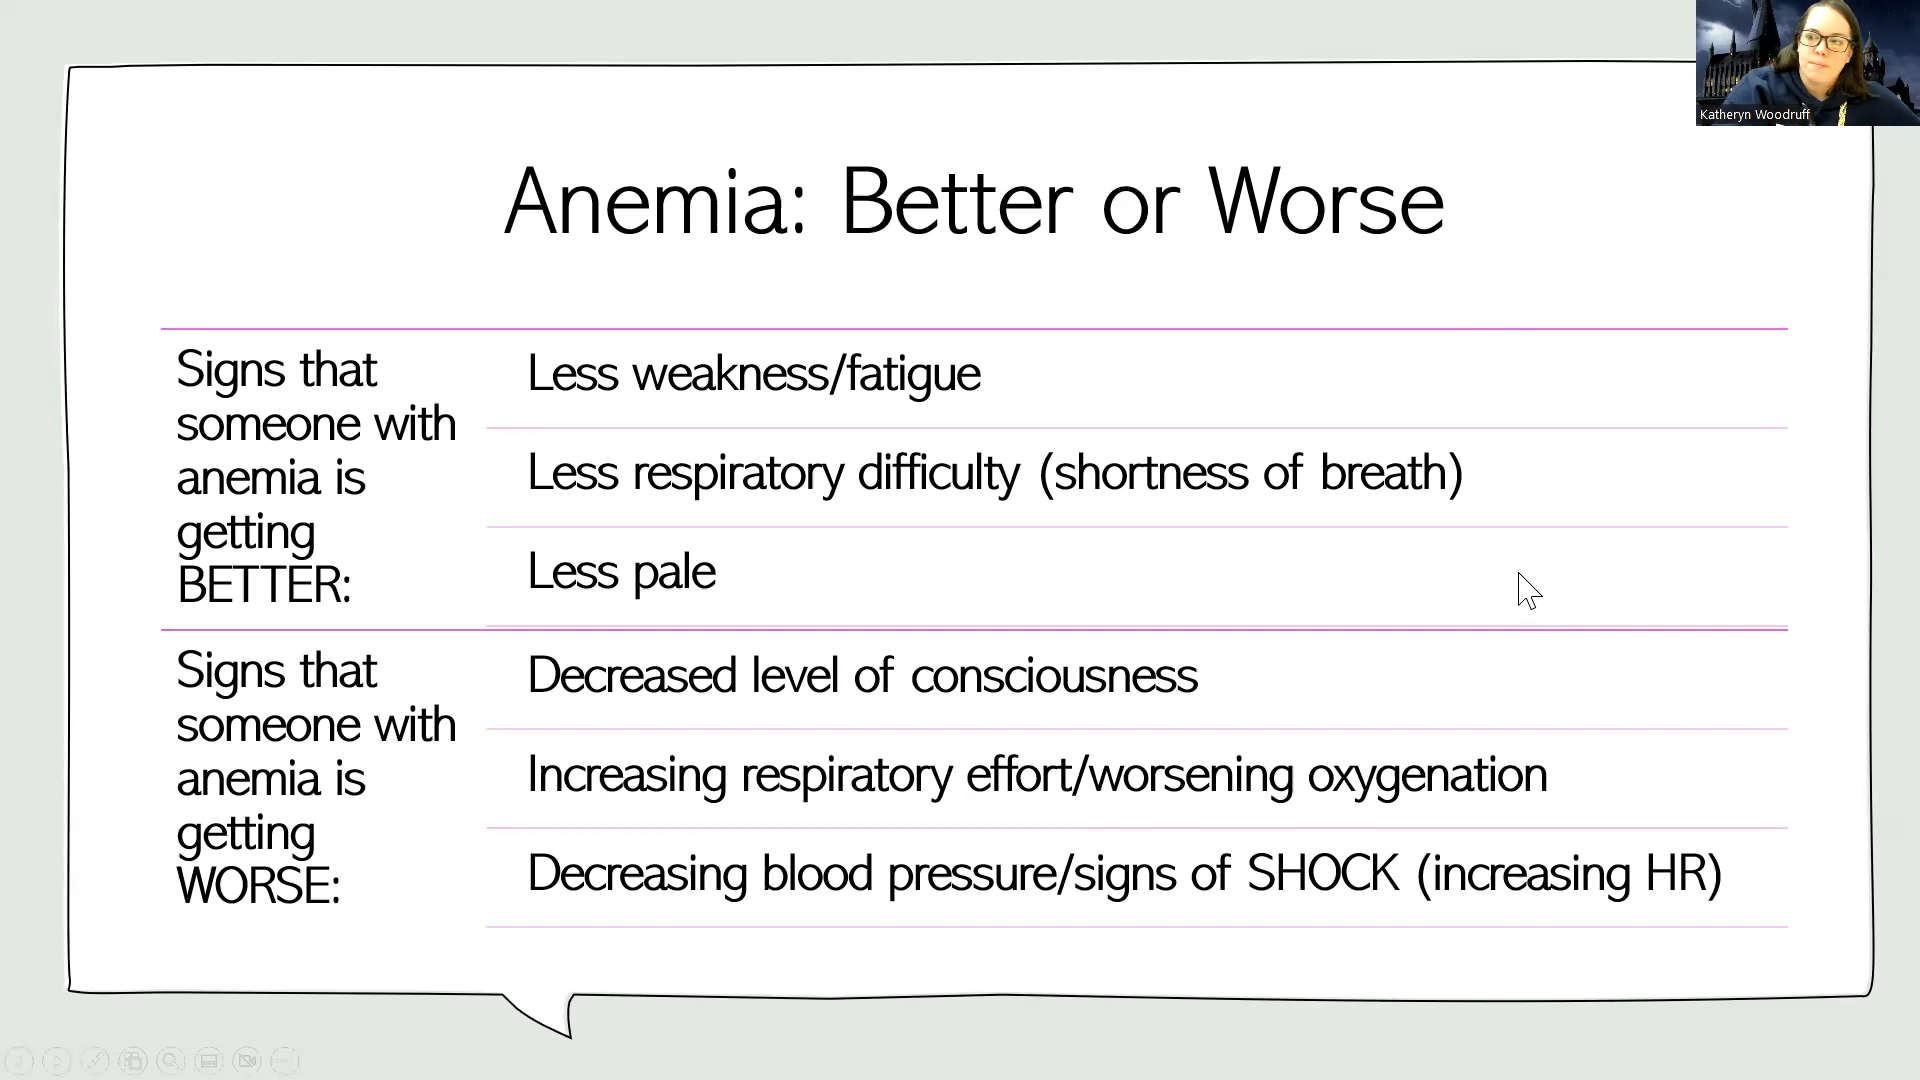 Katheryn Woodruff
Anemia: Better or Worse
Signs that
someone with
anemia is
getting
BETTER:
Less weakness/fatigue
Less respiratory difficulty (shortness of breath)
Less pale
Signs that
someone with
anemia is
getting
WORSE:
Decreased level of consciousness
Increasing respiratory effort/worsening oxygenation
Decreasing blood pressure/signs of SHOCK (increasing HR)